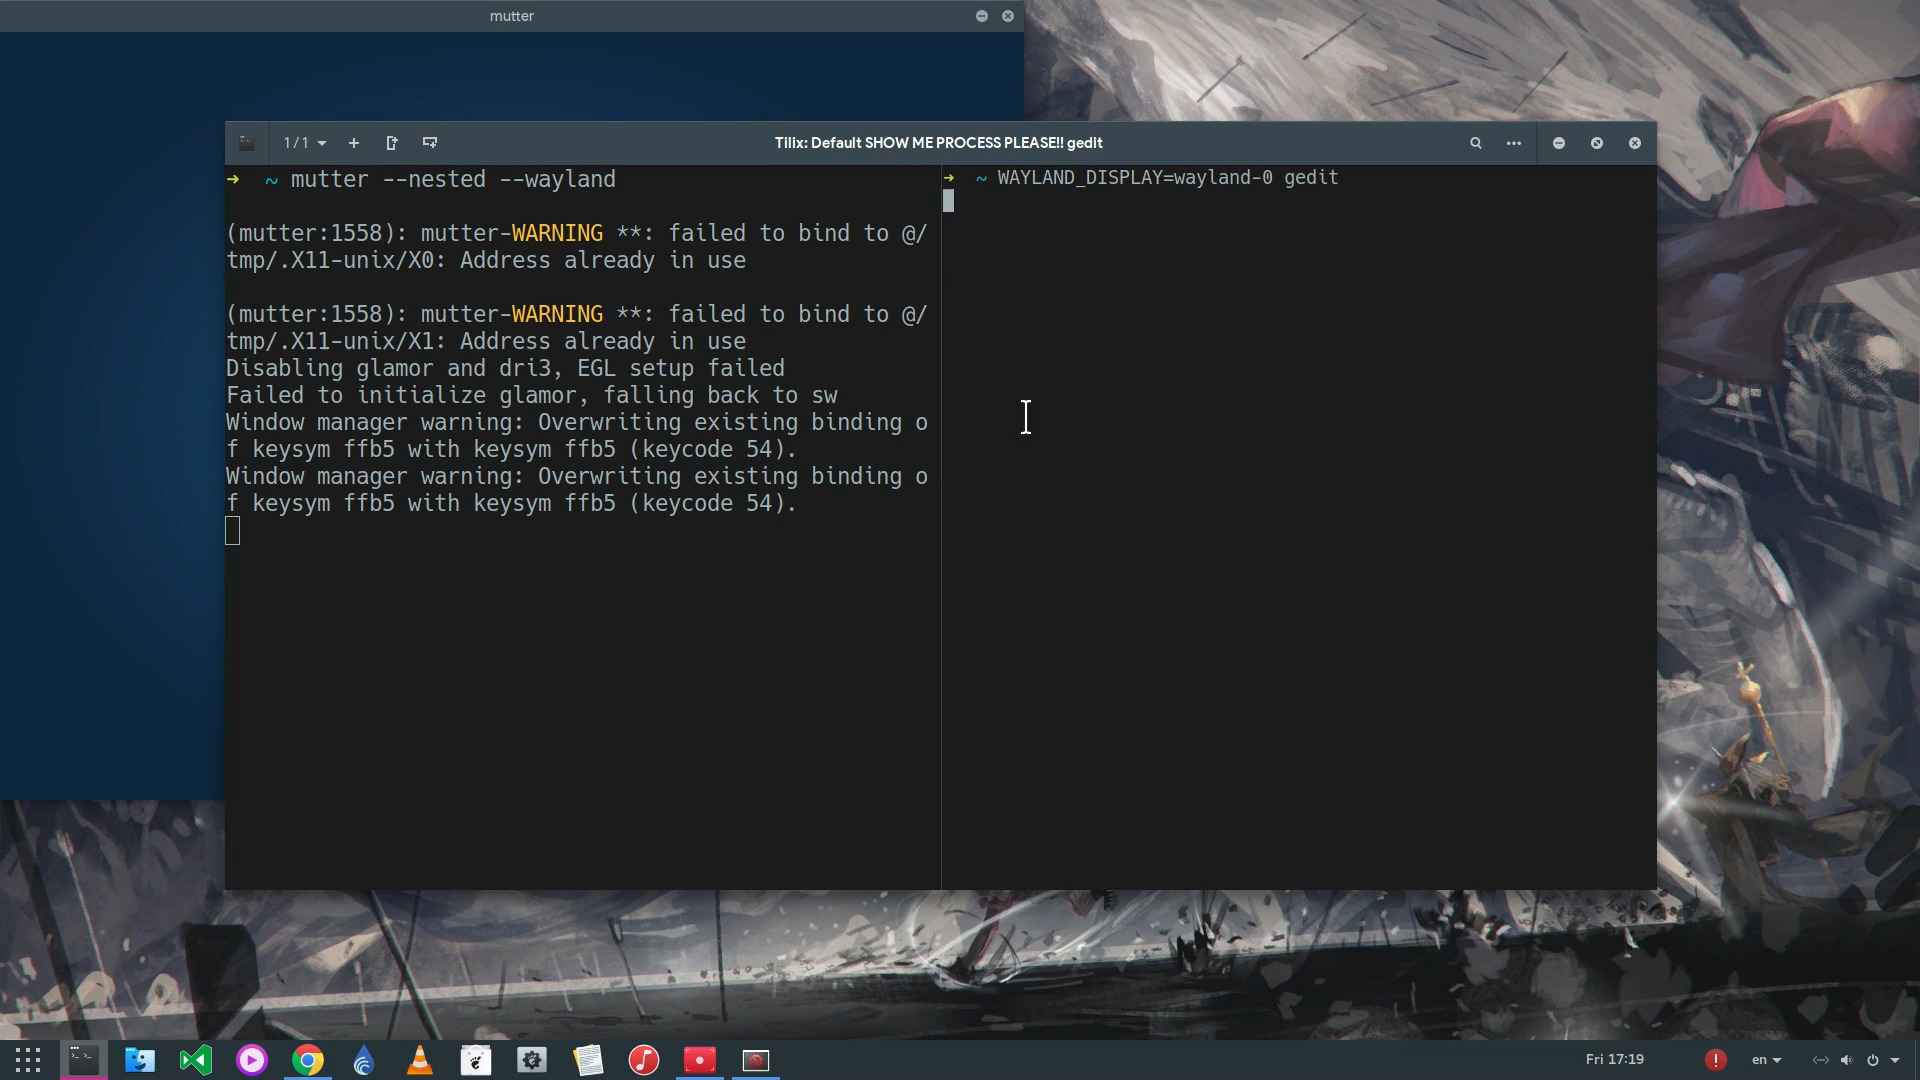 mutter
1 / 1
Tilix: Default SHOW ME PROCESS PLEASE!! gedit
➜  ~ mutter --nested --wayland
(mutter:1558): mutter-WARNING **: failed to bind to @/
tmp/.X11-unix/X0: Address already in use
(mutter:1558): mutter-WARNING **: failed to bind to @/
tmp/.X11-unix/X1: Address already in use
Disabling glamor and dri3, EGL setup failed
Failed to initialize glamor, falling back to sw
Window manager warning: Overwriting existing binding o
f keysym ffb5 with keysym ffb5 (keycode 54).
Window manager warning: Overwriting existing binding o
f keysym ffb5 with keysym ffb5 (keycode 54).
➜  ~ WAYLAND_DISPLAY=wayland-0 gedit
Fri 17:19
en